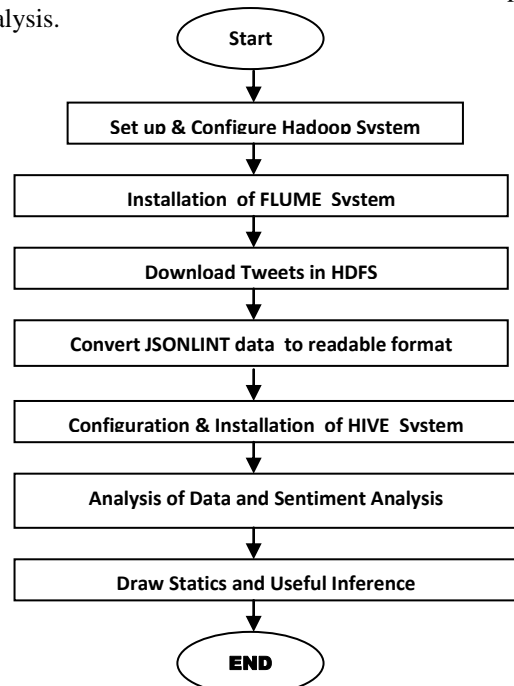 alysis.
Start
Set up & Configure Hadoop System
Installation of FLUME System
Download Tweets in HDFS
Convert JSONLINT data to readable format
Configuration & Installation of HIVE System
Analysis of Data and Sentiment Analysis
Draw Statics and Useful Inference
END